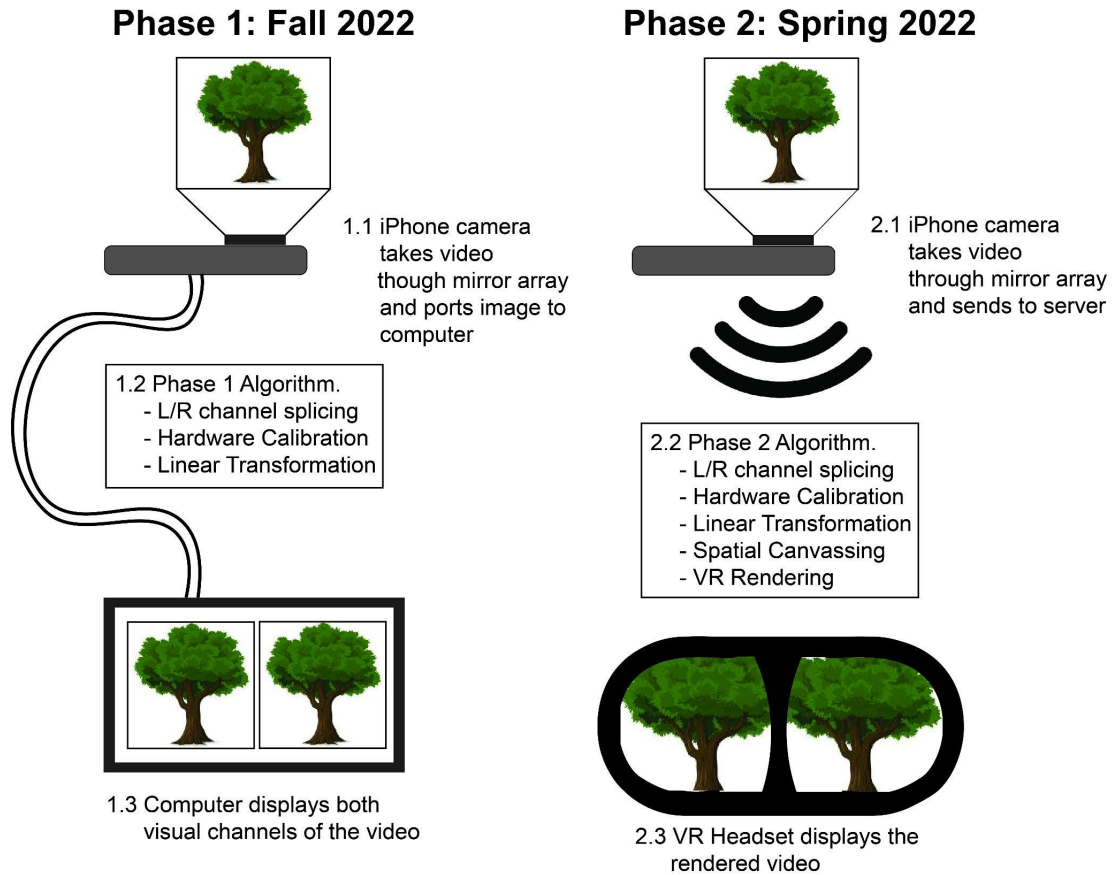 Phase 1: Fall 2022
1.1 iPhone camera
takes video
though mirror array
and ports image to
computer
1.2 Phase 1 Algorithm.
- L/R channel splicing
- Hardware Calibration
- Linear Transformation
1.3 Computer displays both
visual channels of the video
Phase 2: Spring 2022
2.1 iPhone camera
takes video
through mirror array
and sends to server
2.2 Phase 2 Algorithm.
- L/R channel splicing
- Hardware Calibration
- Linear Transformation
- Spatial Canvassing
- VR Rendering
2.3 VR Headset displays the
rendered video